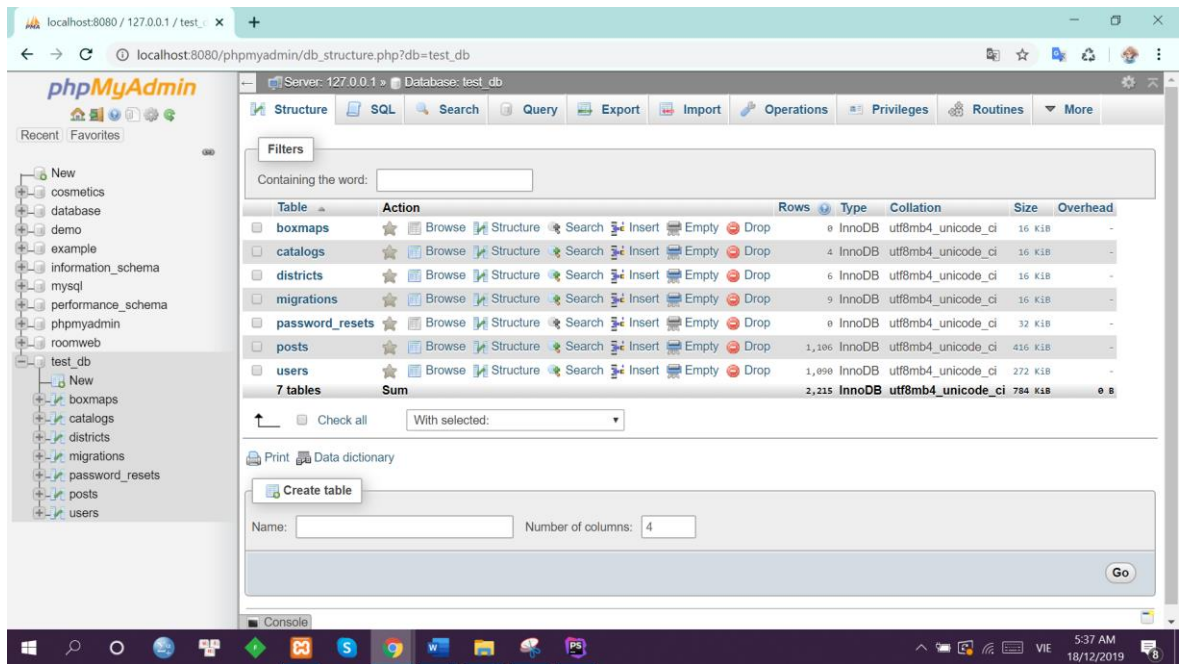 localhost:8080 / 127.0.0.1 / test_
localhost:8080/phpmyadmin/db_structure.php?db=test_db
phpMyAdmin
Recent Favorites
New
cosmetics
database
demo
example
information_schema
mysql
performance_schema
phpmyadmin
roomweb
test_db
New
boxmaps
catalogs
districts
migrations
password_resets
posts
users
Server: 127.0.0.1 » Database: test_db
Structure SQL Search Query Export Import Operations Privileges Routines More
Filters
Containing the word:
Table Action Rows Type Collation Size Overhead
boxmaps Browse Structure Search Insert Empty Drop 0 InnoDB utf8mb4_unicode_ci 16 KiB -
catalogs Browse Structure Search Insert Empty Drop 4 InnoDB utf8mb4_unicode_ci 16 KiB -
districts Browse Structure Search Insert Empty Drop 6 InnoDB utf8mb4_unicode_ci 16 KiB -
migrations Browse Structure Search Insert Empty Drop 9 InnoDB utf8mb4_unicode_ci 16 KiB -
password_resets Browse Structure Search Insert Empty Drop 0 InnoDB utf8mb4_unicode_ci 32 KiB -
posts Browse Structure Search Insert Empty Drop 1,106 InnoDB utf8mb4_unicode_ci 416 KiB -
users Browse Structure Search Insert Empty Drop 1,090 InnoDB utf8mb4_unicode_ci 272 KiB -
7 tables Sum 2,215 InnoDB utf8mb4_unicode_ci 784 KiB 0 B
Check all With selected:
Print Data dictionary
Create table
Name: Number of columns: 4
Go
Console
VIE
5:37 AM
18/12/2019
8